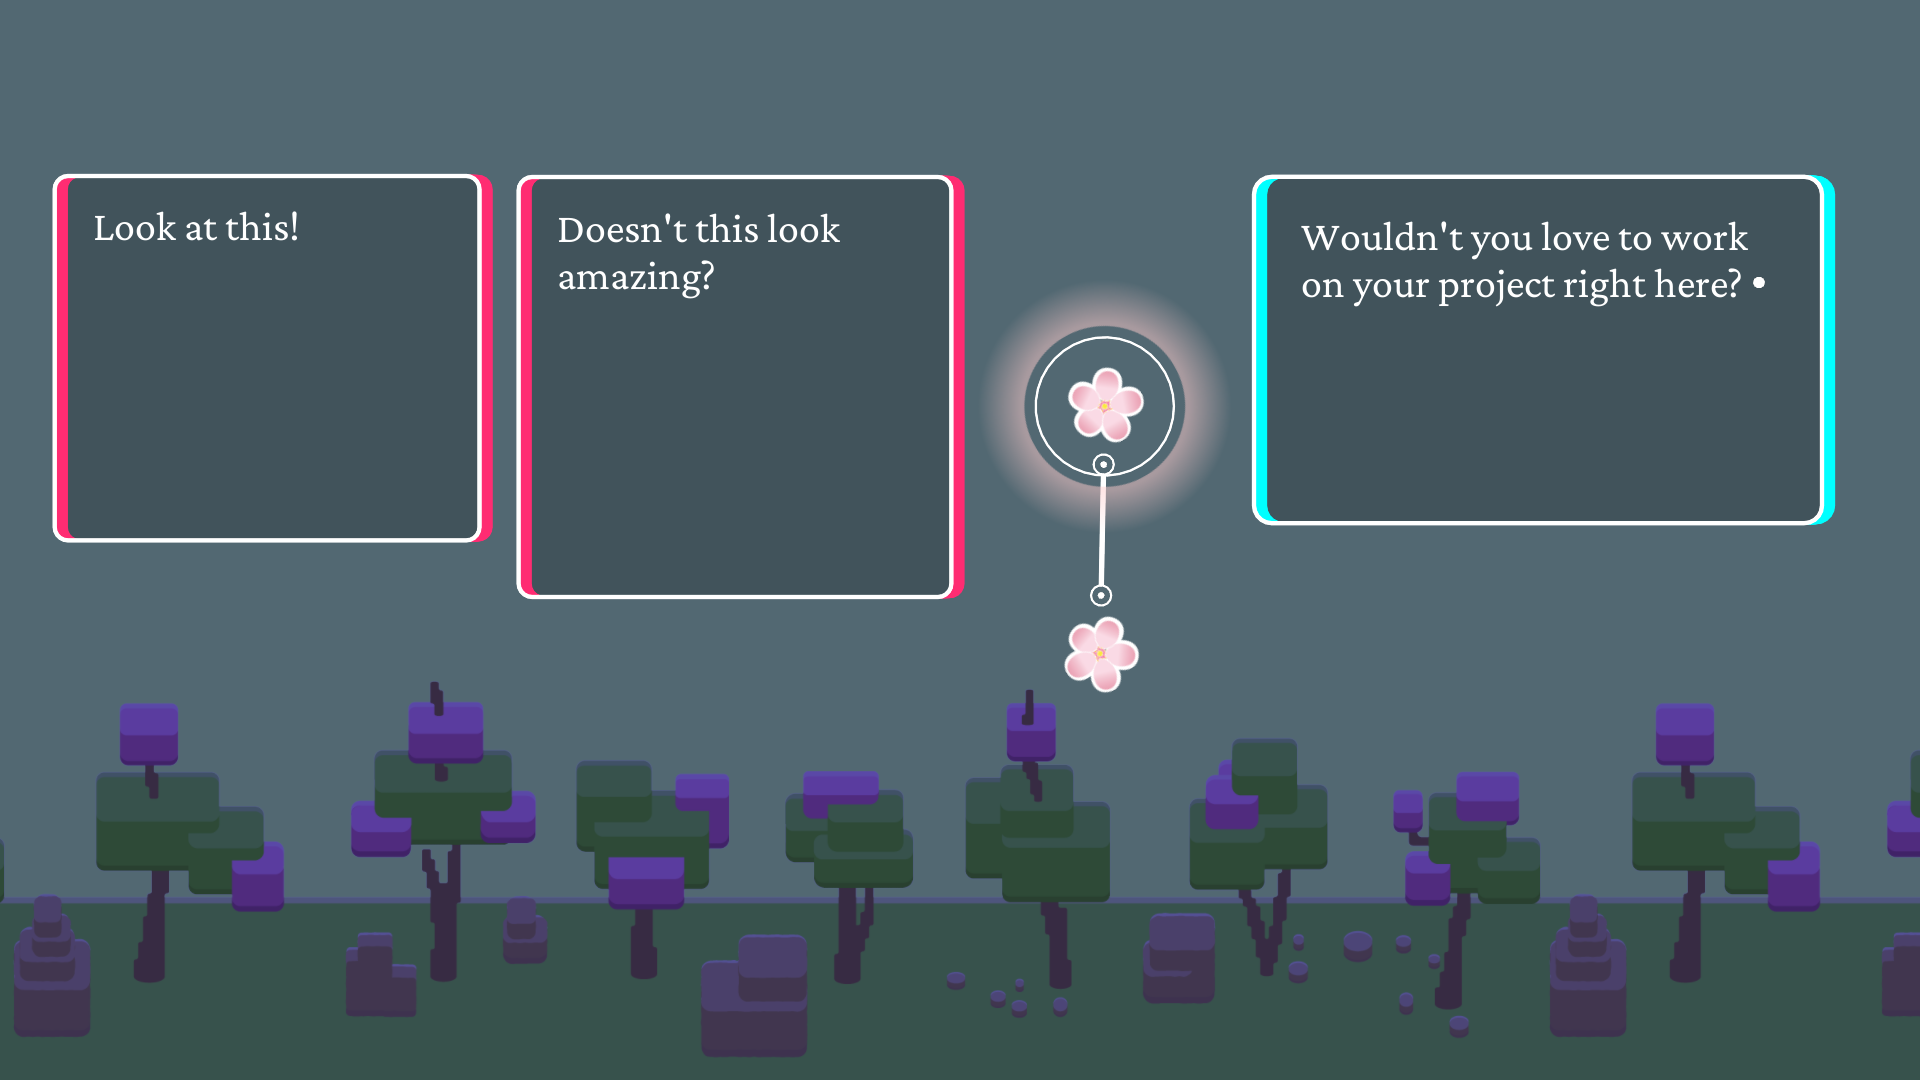 Look at this!
Doesn't this look
amazing?
Wouldn't you love to work
on your project right here? •